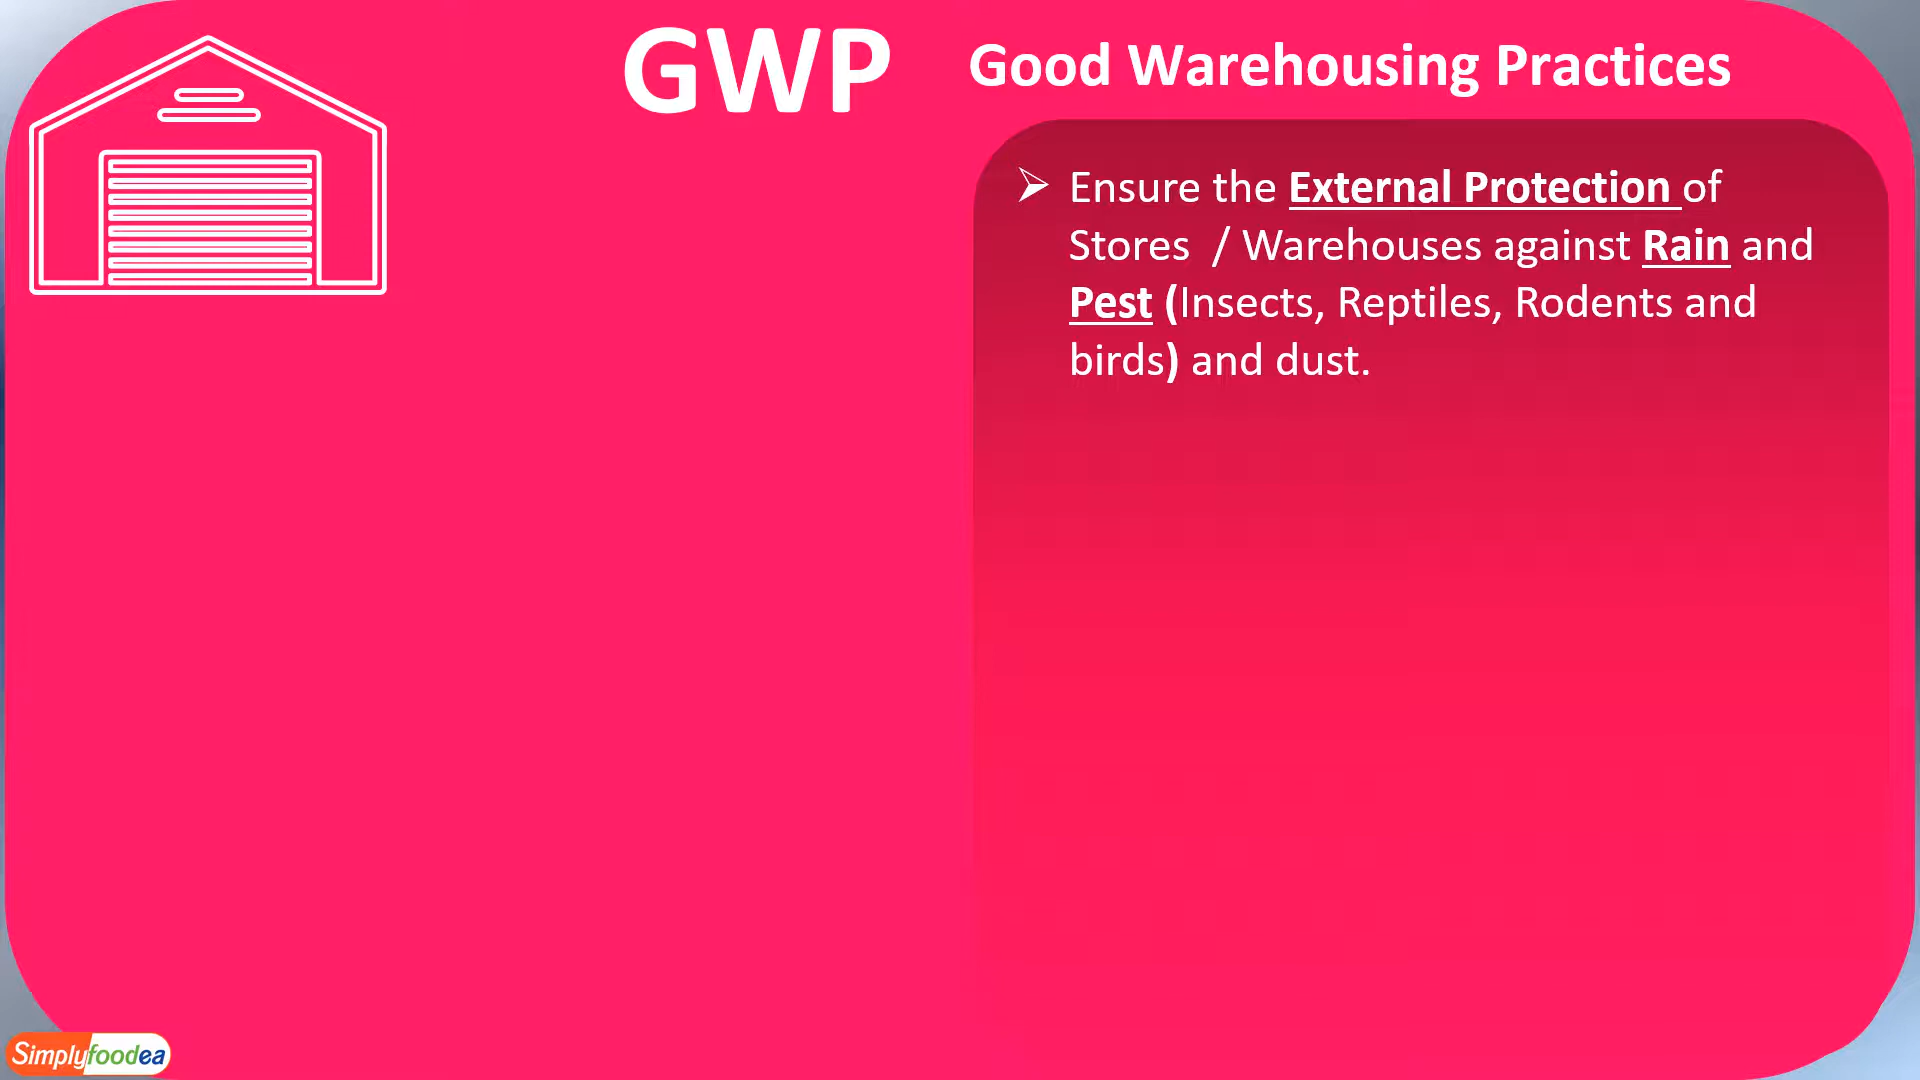 GWP
Good Warehousing Practices
Ensure the External Protection of
Stores / Warehouses against Rain and
Pest (Insects, Reptiles, Rodents and
birds) and dust.
Simplyfoodea